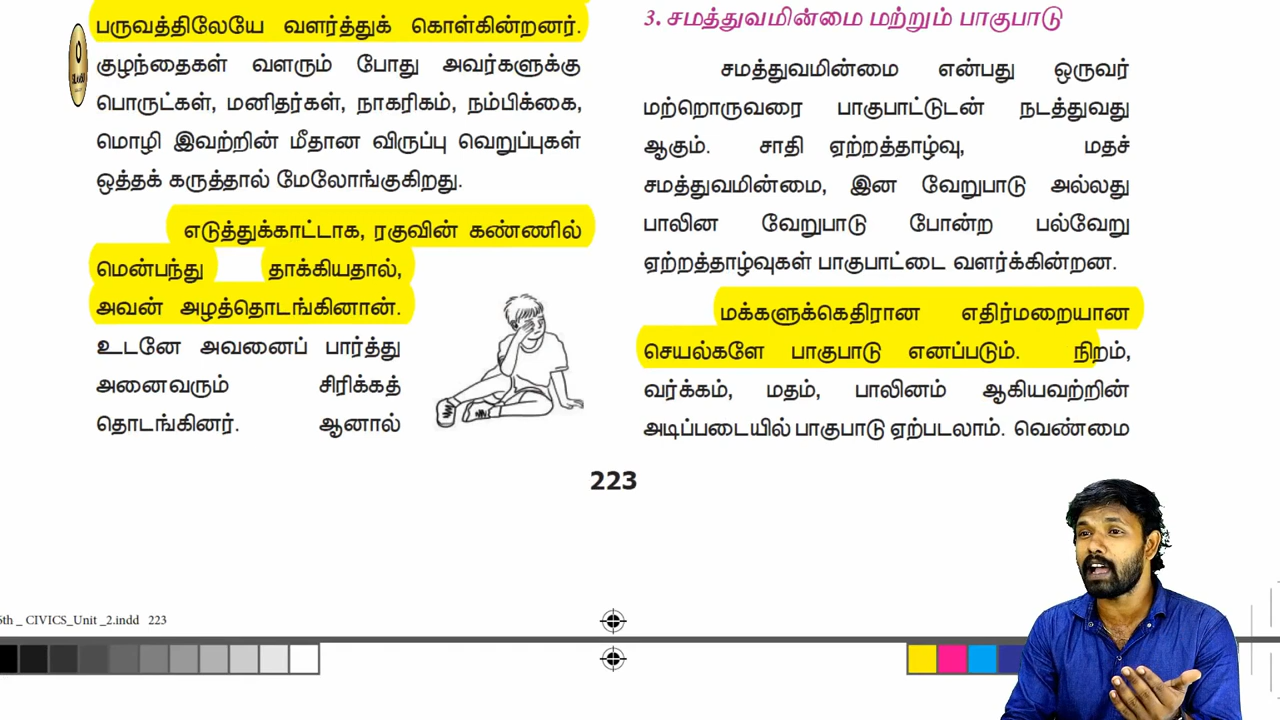 பருவத்திலேயே வளர்த்துக் கொள்கின்றனர்.
குழந்தைகள் வளரும் போது அவர்களுக்கு
பொருட்கள், மனிதர்கள், நாகரிகம், நம்பிக்கை,
மொழி இவற்றின் மீதான விருப்பு வெறுப்புகள்
ஒத்தக் கருத்தால் மேலோங்குகிறது.
எடுத்துக்காட்டாக, ரகுவின் கண்ணில்
மென்பந்து தாக்கியதால்,
அவன் அழத்தொடங்கினான்.
உடனே அவனைப் பார்த்து
அனைவரும் சிரிக்கத்
தொடங்கினர். ஆனால்
3. சமத்துவமின்மை மற்றும் பாகுபாடு
சமத்துவமின்மை என்பது ஒருவர்
மற்றொருவரை பாகுபாட்டுடன் நடத்துவது
ஆகும். சாதி ஏற்றத்தாழ்வு, மதச்
சமத்துவமின்மை, இன வேறுபாடு அல்லது
பாலின வேறுபாடு போன்ற பல்வேறு
ஏற்றத்தாழ்வுகள் பாகுபாட்டை வளர்க்கின்றன.
மக்களுக்கெதிரான எதிர்மறையான
செயல்களே பாகுபாடு எனப்படும். நிறம்,
வர்க்கம், மதம், பாலினம் ஆகியவற்றின்
அடிப்படையில் பாகுபாடு ஏற்படலாம். வெண்மை
223
6th _ CIVICS_Unit _2.indd 223